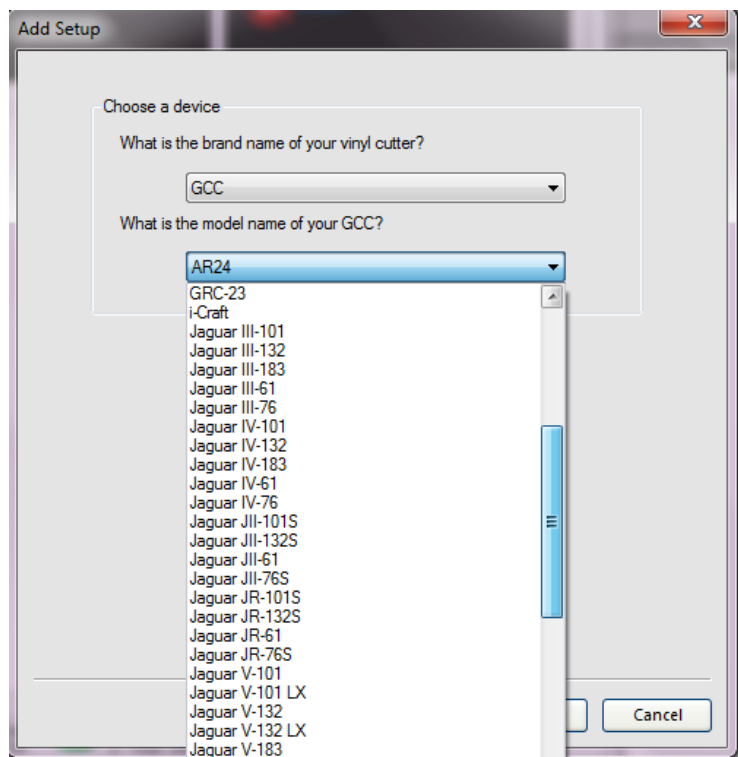 Add Setup
Choose a device
What is the brand name of your vinyl cutter?
GCC
What is the model name of your GCC?
AR24
GRC-23
i-Craft
Jaguar III-101
Jaguar III-132
Jaguar III-183
Jaguar III-61
Jaguar III-76
Jaguar IV-101
Jaguar IV-132
Jaguar IV-183
Jaguar IV-61
Jaguar IV-76
Jaguar JII-101S
Jaguar JII-132S
Jaguar JII-61
Jaguar JII-76S
Jaguar JR-101S
Jaguar JR-132S
Jaguar JR-61
Jaguar JR-76S
Jaguar V-101
Jaguar V-101 LX
Jaguar V-132
Jaguar V-132 LX
Jaguar V-183
Cancel